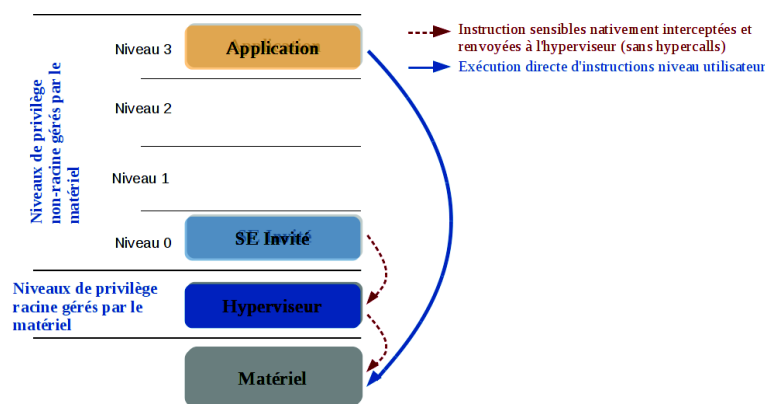 Niveaux de privilège
non-racine gérés par le
matériel
Niveau 3
Application
Niveau 2
Niveau 1
Niveau 0
SE Invité
Niveaux de privilège
racine gérés par le
matériel
Hyperviseur
Matériel
Instruction sensibles nativement interceptées et
renvoyées à l'hyperviseur (sans hypercalls)
Exécution directe d'instructions niveau utilisateur